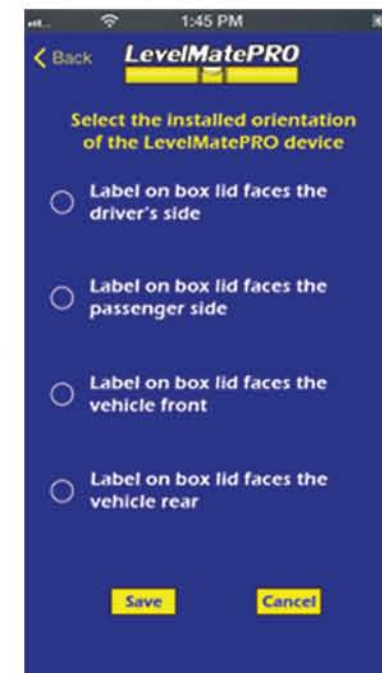 1:45 PM
Back
LevelMatePRO
Select the installed orientation
of the LevelMatePRO device
Label on box lid faces the
driver's side
Label on box lid faces the
passenger side
Label on box lid faces the
vehicle front
Label on box lid faces the
vehicle rear
Save
Cancel